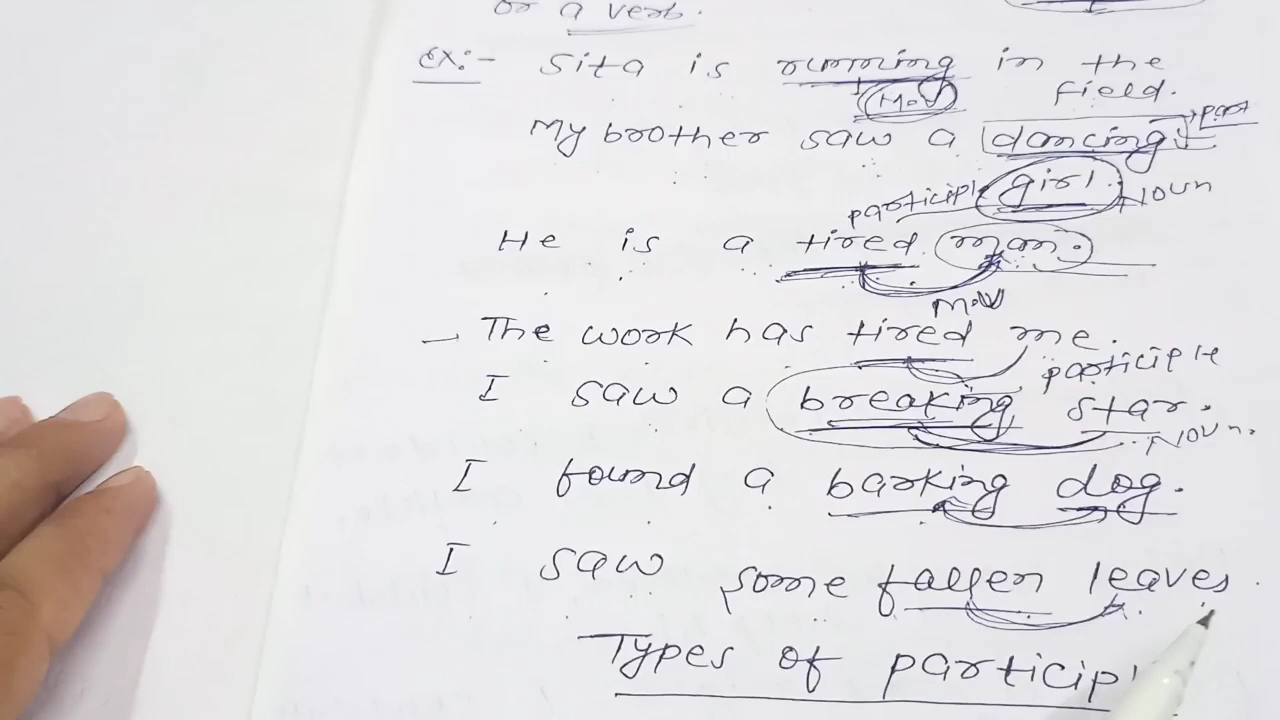 or a verb.
Ex:- Sita is running in the
M.V field.
My brother saw a dancing part
participle girl. Noun
He is a tired man.
M.V
The work has tired me.
participle
I saw a breaking star.
Noun.
I found a barking dog.
I saw some fallen leaves.
Types of particip